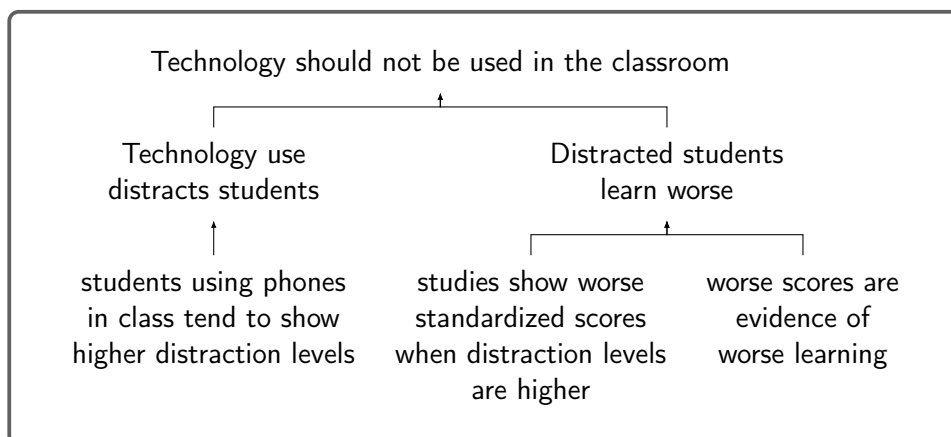 Technology should not be used in the classroom
Technology use
distracts students
Distracted students
learn worse
students using phones
in class tend to show
higher distraction levels
studies show worse
standardized scores
when distraction levels
are higher
worse scores are
evidence of
worse learning